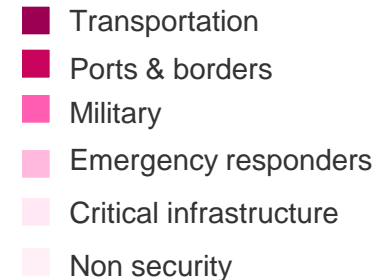 Transportation
Ports & borders
Military
Emergency responders
Critical infrastructure
Non security